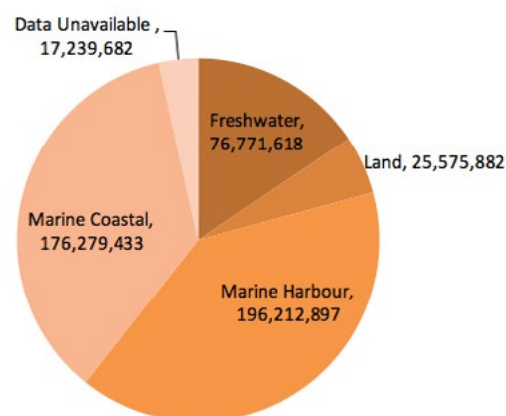 Data Unavailable ,
17,239,682
Freshwater,
76,771,618
Land, 25,575,882
Marine Coastal,
176,279,433
Marine Harbour,
196,212,897